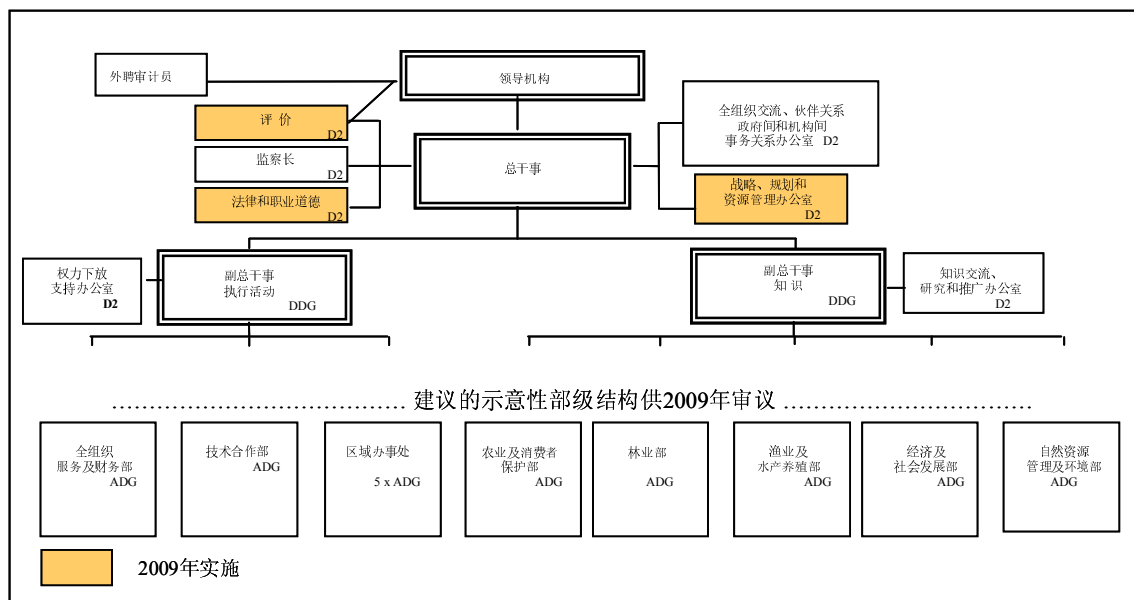 外聘审计员
领导机构
评 价
D2
监察长
D2
法律和职业道德
D2
总干事
全组织交流、伙伴关系
政府间和机构间
事务关系办公室 D2
战略、规划和
资源管理办公室
D2
权力下放
支持办公室
D2
副总干事
执行活动
DDG
副总干事
知 识
DDG
知识交流、
研究和推广办公室
D2
建议的示意性部级结构供2009年审议
全组织
服务及财务部
ADG
技术合作部
ADG
区域办事处
5 x ADG
农业及消费者
保护部
ADG
林业部
ADG
渔业及
水产养殖部
ADG
经济及
社会发展部
ADG
自然资源
管理及环境部
ADG
2009年实施